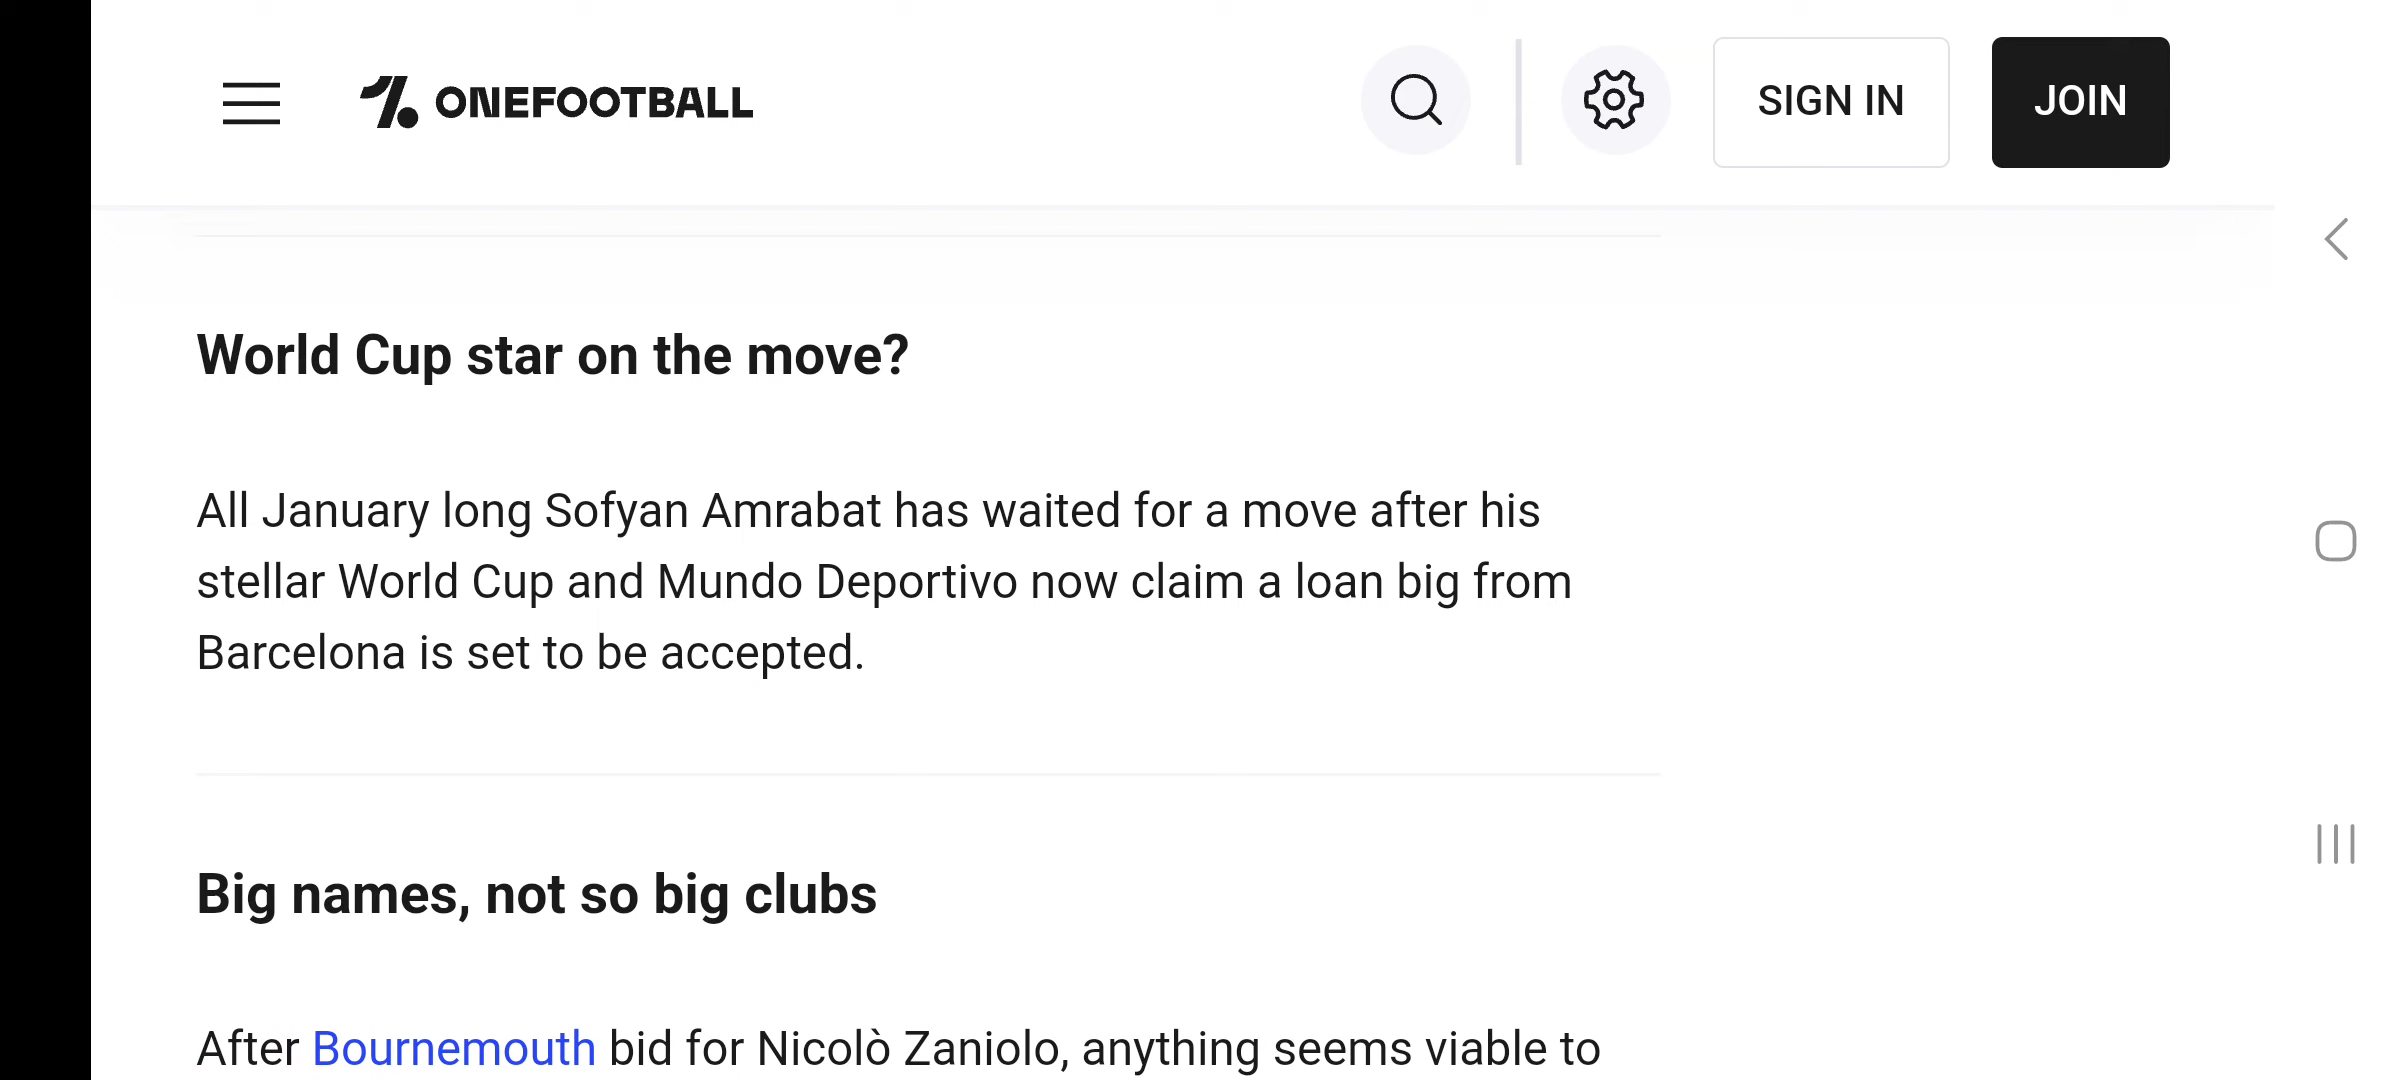 ONEFOOTBALL
SIGN IN
JOIN
World Cup star on the move?
All January long Sofyan Amrabat has waited for a move after his
stellar World Cup and Mundo Deportivo now claim a loan big from
Barcelona is set to be accepted.
Big names, not so big clubs
After Bournemouth bid for Nicolò Zaniolo, anything seems viable to